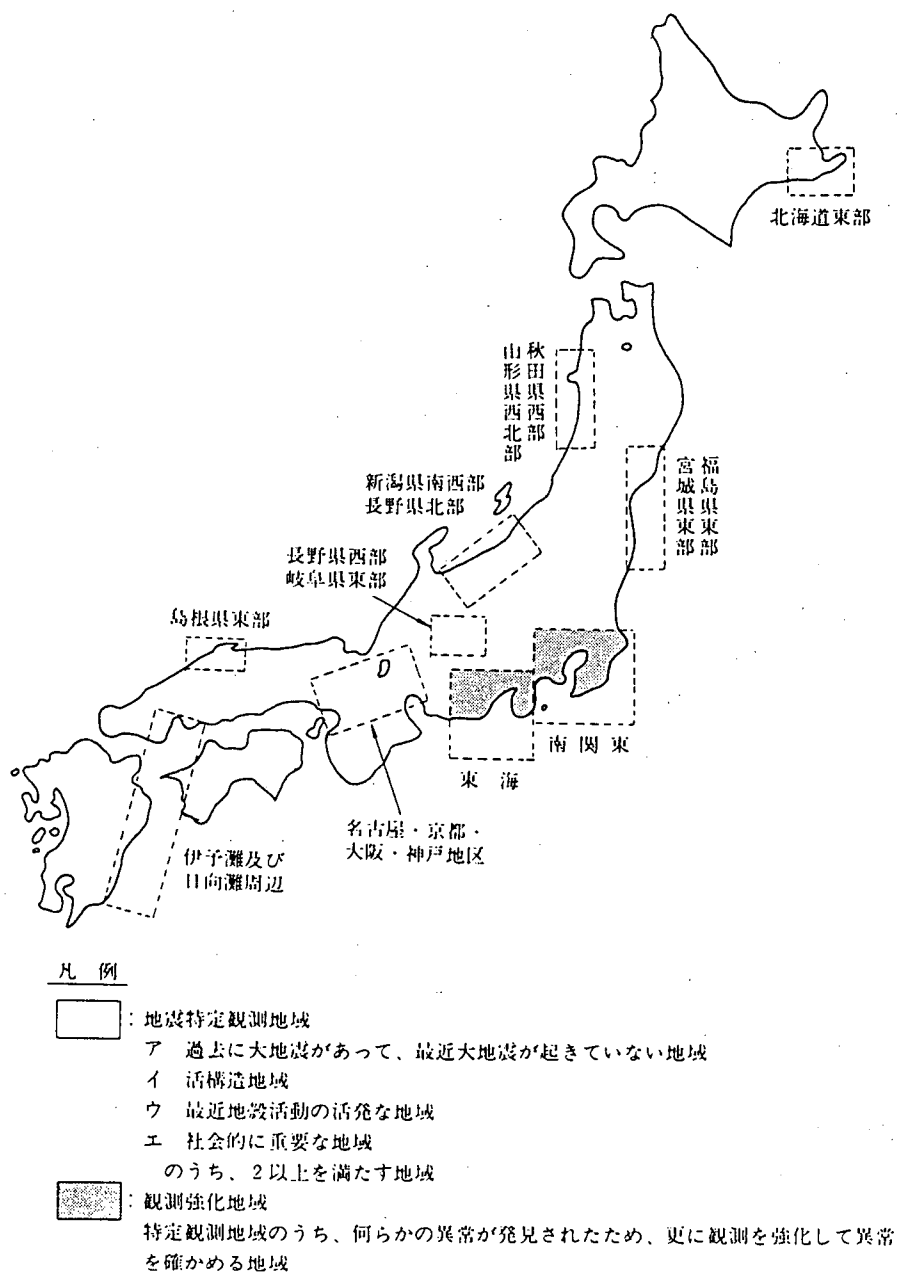 北海道東部
秋田県西部
山形県西北部
福島県東部
宮城県東部
新潟県南西部
長野県北部
長野県西部
岐阜県東部
島根県東部
南関東
東海
名古屋・京都・
大阪・神戸地区
伊予灘及び
日向灘周辺
凡例
：地震特定観測地域
ア 過去に大地震があって、最近大地震が起きていない地域
イ 活構造地域
ウ 最近地殻活動の活発な地域
エ 社会的に重要な地域
のうち、2以上を満たす地域
：観測強化地域
特定観測地域のうち、何らかの異常が発見されたため、更に観測を強化して異常
を確かめる地域